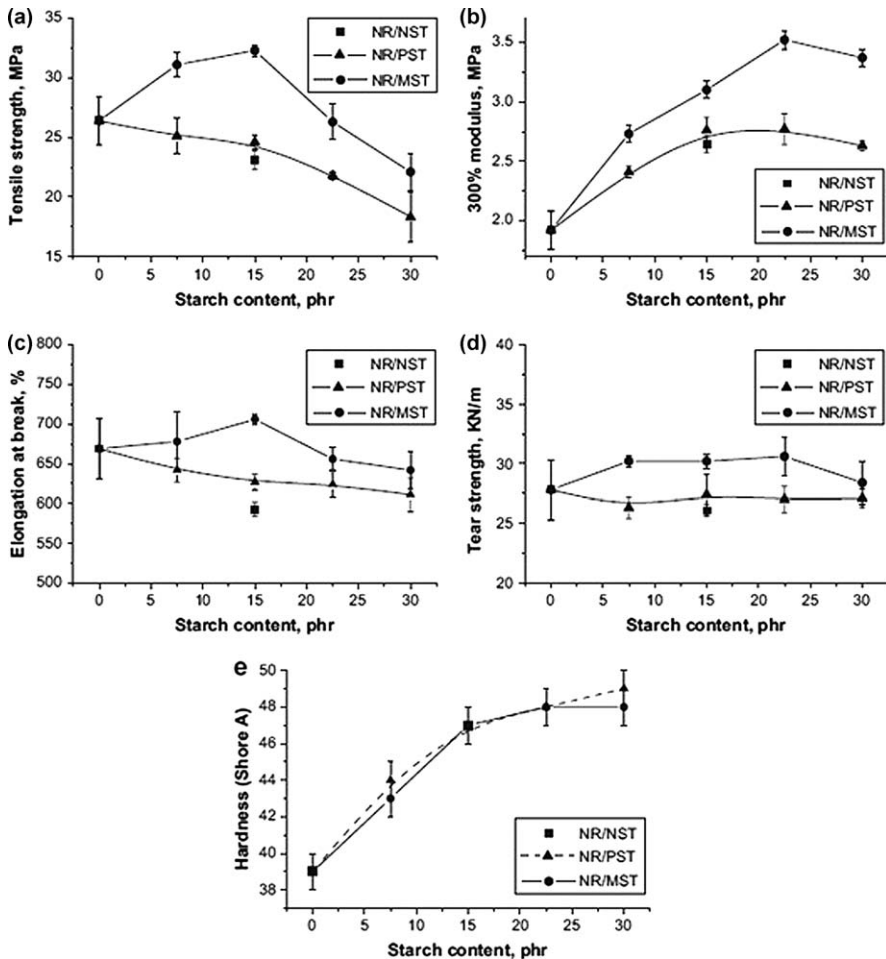 (a)
Tensile strength, MPa
35
30
25
20
15
NR/NST
NR/PST
NR/MST
0 5 10 15 20 25 30
Starch content, phr
(b)
300% modulus, MPa
3.5
3.0
2.5
2.0
NR/NST
NR/PST
NR/MST
0 5 10 15 20 25 30
Starch content, phr
(c)
Elongation at break, %
800
750
700
650
600
550
500
NR/NST
NR/PST
NR/MST
0 5 10 15 20 25 30
Starch content, phr
(d)
Tear strength, KN/m
40
35
30
25
20
NR/NST
NR/PST
NR/MST
0 5 10 15 20 25 30
Starch content, phr
e
Hardness (Shore A)
50
48
46
44
42
40
38
NR/NST
NR/PST
NR/MST
0 5 10 15 20 25 30
Starch content, phr